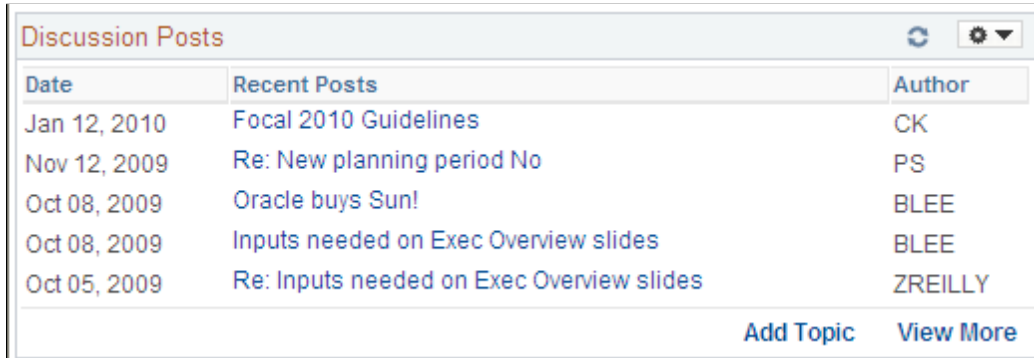 Discussion Posts
Date Recent Posts Author
Jan 12, 2010 Focal 2010 Guidelines CK
Nov 12, 2009 Re: New planning period No PS
Oct 08, 2009 Oracle buys Sun! BLEE
Oct 08, 2009 Inputs needed on Exec Overview slides BLEE
Oct 05, 2009 Re: Inputs needed on Exec Overview slides ZREILLY
Add Topic View More